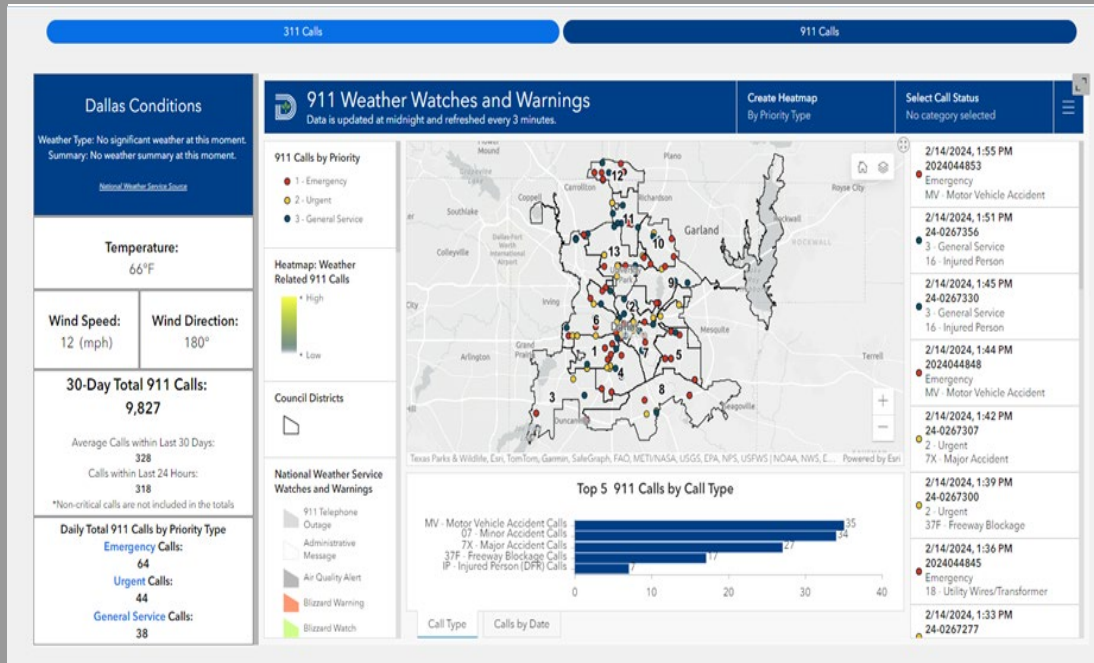 311 Calls
911 Calls
Dallas Conditions
Weather Type: No significant weather at this moment.
Summary: No weather summary at this moment.
National Weather Service Source
Temperature:
66°F
Wind Speed:
12 (mph)
Wind Direction:
180°
30-Day Total 911 Calls:
9,827
Average Calls within Last 30 Days:
328
Calls within Last 24 Hours:
318
*Non-critical calls are not included in the totals
Daily Total 911 Calls by Priority Type
Emergency Calls:
64
Urgent Calls:
44
General Service Calls:
38
911 Weather Watches and Warnings
Data is updated at midnight and refreshed every 3 minutes.
Create Heatmap
By Priority Type
Select Call Status
No category selected
911 Calls by Priority
1 - Emergency
2 - Urgent
3 - General Service
Heatmap: Weather
Related 911 Calls
High
Low
Council Districts
National Weather Service
Watches and Warnings
911 Telephone
Outage
Administrative
Message
Air Quality Alert
Blizzard Warning
Blizzard Watch
Mound
Plano
Grapevine
Lake
Carrollton
12
Coppell
Richardson
Royse City
Southlake
11
Rockwall
Garland
10
ROCKWALL
Dallas-Fort
Worth
International
Airport
Colleyville
13
University
Park
9
Irving
2
6
Dallas
Mesquite
Grand
Prairie
Arlington
1
7
5
4
Terrell
3
8
Seagoville
Duncanville
Texas Parks & Wildlife, Esri, TomTom, Garmin, SafeGraph, FAO, METI/NASA, USGS, EPA, NPS, USFWS | NOAA, NWS, E...
Powered by Esri
Top 5 911 Calls by Call Type
MV - Motor Vehicle Accident Calls
35
07 - Minor Accident Calls
34
7X - Major Accident Calls
27
37F - Freeway Blockage Calls
17
IP - Injured Person (DFR) Calls
7
0 10 20 30 40
Call Type
Calls by Date
2/14/2024, 1:55 PM
2024044853
Emergency
MV - Motor Vehicle Accident
2/14/2024, 1:51 PM
24-0267356
3 - General Service
16 - Injured Person
2/14/2024, 1:45 PM
24-0267330
3 - General Service
16 - Injured Person
2/14/2024, 1:44 PM
2024044848
Emergency
MV - Motor Vehicle Accident
2/14/2024, 1:42 PM
24-0267307
2 - Urgent
7X - Major Accident
2/14/2024, 1:39 PM
24-0267300
2 - Urgent
37F - Freeway Blockage
2/14/2024, 1:36 PM
2024044845
Emergency
18 - Utility Wires/Transformer
2/14/2024, 1:33 PM
24-0267277